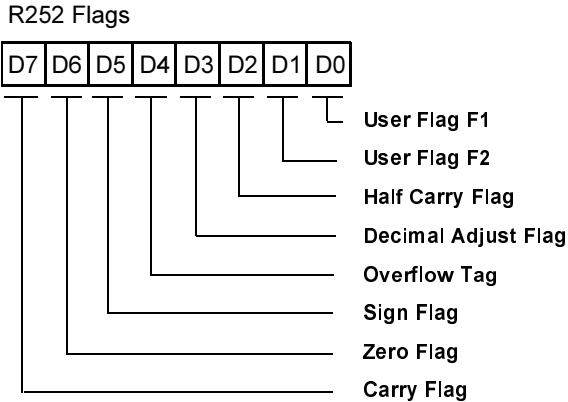 R252 Flags
D7 D6 D5 D4 D3 D2 D1 D0
User Flag F1
User Flag F2
Half Carry Flag
Decimal Adjust Flag
Overflow Tag
Sign Flag
Zero Flag
Carry Flag